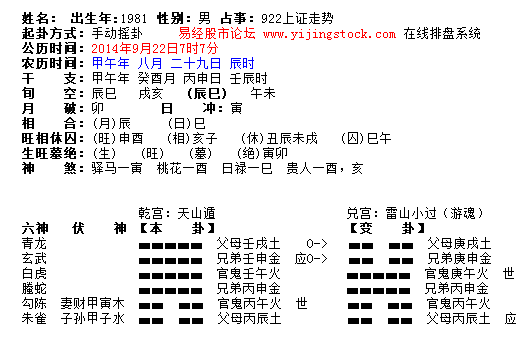 姓名： 出生年:1981 性别：男 占事：922上证走势
起卦方式：手动摇卦 易经股市论坛 www.yijingstock.com 在线排盘系统
公历时间：2014年9月22日7时7分
农历时间：甲午年 八月 二十九日 辰时
干 支：甲午年 癸酉月 丙申日 壬辰时
旬 空：辰巳 戌亥 (辰巳) 午未
月 破：卯 日 冲：寅
相 合：(月)辰 (日)巳
旺相休囚：(旺)申酉 (相)亥子 (休)丑辰未戌 (囚)巳午
生旺墓绝：(生) (旺) (墓) (绝)寅卯
神 煞：驿马—寅 桃花—酉 日禄—巳 贵人—酉，亥
乾宫：天山遁 兑宫：雷山小过（游魂）
六神 伏 神 【本 卦】 【变 卦】
青龙 父母壬戌土 O-> 父母庚戌土
玄武 兄弟壬申金 应O-> 兄弟庚申金
白虎 官鬼壬午火 官鬼庚午火 世
螣蛇 兄弟丙申金 兄弟丙申金
勾陈 妻财甲寅木 官鬼丙午火 世 官鬼丙午火
朱雀 子孙甲子水 父母丙辰土 父母丙辰土 应